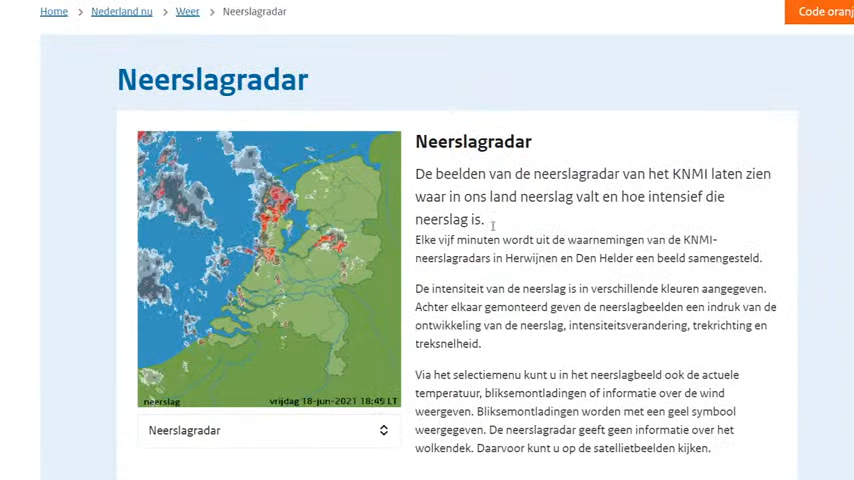 Home > Nederland nu > Weer > Neerslagradar
Code oranj
Neerslagradar
Neerslagradar
De beelden van de neerslagradar van het KNMI laten zien
waar in ons land neerslag valt en hoe intensief die
neerslag is.
Elke vijf minuten wordt uit de waarnemingen van de KNMI-
neerslagradars in Herwijnen en Den Helder een beeld samengesteld.
De intensiteit van de neerslag is in verschillende kleuren aangegeven.
Achter elkaar gemonteerd geven de neerslagbeelden een indruk van de
ontwikkeling van de neerslag, intensiteitsverandering, trekrichting en
treksnelheid.
Via het selectiemenu kunt u in het neerslagbeeld ook de actuele
temperatuur, bliksemontladingen of informatie over de wind
weergeven. Bliksemontladingen worden met een geel symbool
weergegeven. De neerslagradar geeft geen informatie over het
wolkendek. Daarvoor kunt u op de satellietbeelden kijken.
neerslag vrijdag 18-jun-2021 18:45 LT
Neerslagradar